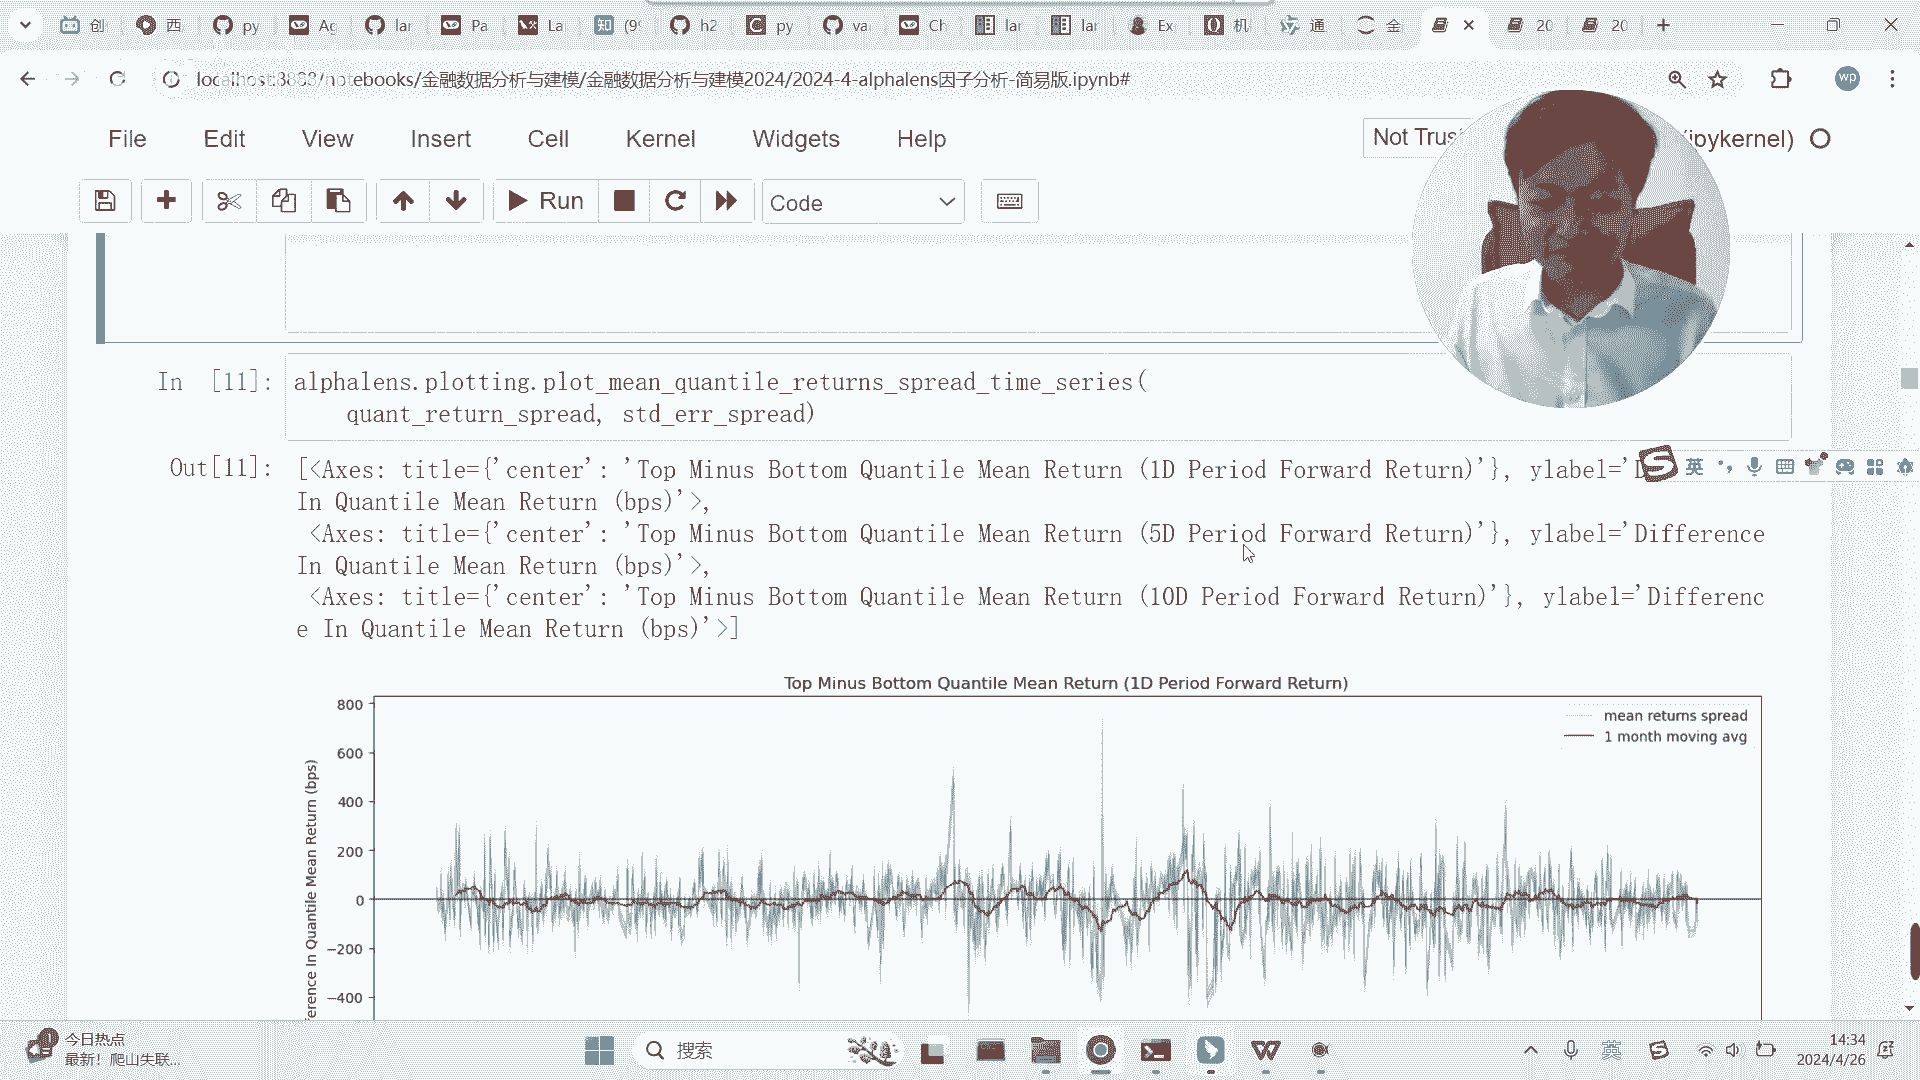 创
西
py
Ag
lar
Pa
La
知 (9
h2
py
va
Ch
lar
lar
Ex
机
通
金
20
20
localhost:8888/notebooks/金融数据分析与建模/金融数据分析与建模2024/2024-4-alphalens因子分析-简易版.ipynb#
wp
File Edit View Insert Cell Kernel Widgets Help
Not Trus
(ipykernel)
Run
Code
In [11]:
alphalens.plotting.plot_mean_quantile_returns_spread_time_series(
quant_return_spread, std_err_spread)
Out[11]:
[<Axes: title={'center': 'Top Minus Bottom Quantile Mean Return (1D Period Forward Return)'}, ylabel='D
In Quantile Mean Return (bps)'>,
<Axes: title={'center': 'Top Minus Bottom Quantile Mean Return (5D Period Forward Return)'}, ylabel='Difference
In Quantile Mean Return (bps)'>,
<Axes: title={'center': 'Top Minus Bottom Quantile Mean Return (10D Period Forward Return)'}, ylabel='Differenc
e In Quantile Mean Return (bps)'>]
英
Top Minus Bottom Quantile Mean Return (1D Period Forward Return)
mean returns spread
1 month moving avg
800
600
400
200
0
−200
−400
erence In Quantile Mean Return (bps)
今日热点
最新！爬山失联...
搜索
英
14:34
2024/4/26